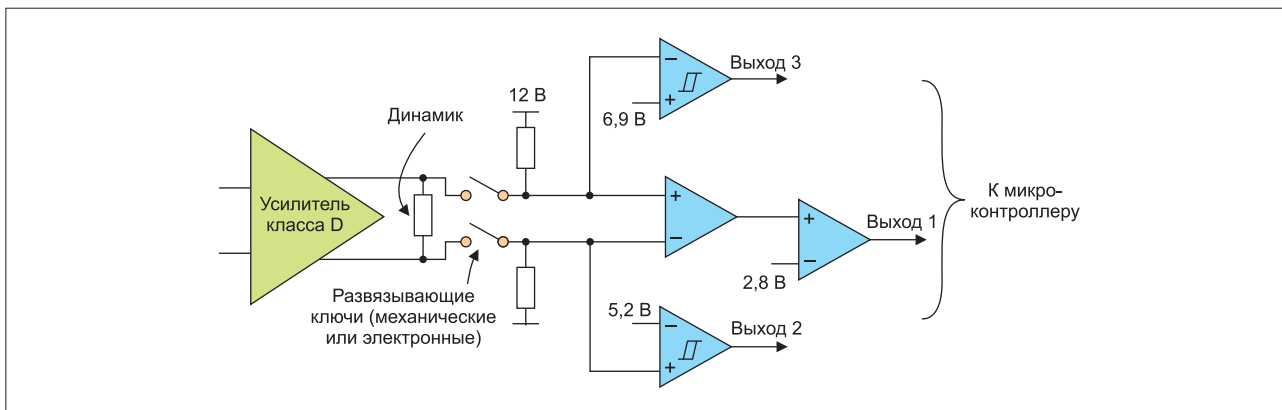 Выход 3
12 В
6,9 В
Динамик
Усилитель
класса D
К микро-
контроллеру
Выход 1
2,8 В
Развязывающие
ключи (механические
или электронные)
5,2 В
Выход 2